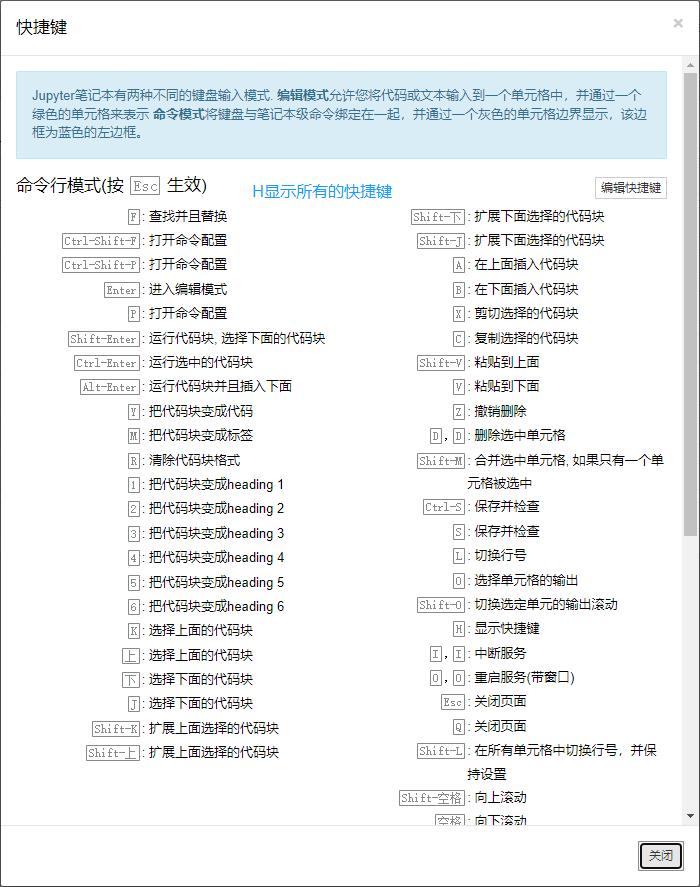 快捷键
×
Jupyter笔记本有两种不同的键盘输入模式. 编辑模式允许您将代码或文本输入到一个单元格中，并通过一个
绿色的单元格来表示 命令模式将键盘与笔记本级命令绑定在一起，并通过一个灰色的单元格边界显示，该边
框为蓝色的左边框。
命令行模式(按 Esc 生效)
H显示所有的快捷键
编辑快捷键
F : 查找并且替换
Ctrl-Shift-F : 打开命令配置
Ctrl-Shift-P : 打开命令配置
Enter : 进入编辑模式
P : 打开命令配置
Shift-Enter : 运行代码块, 选择下面的代码块
Ctrl-Enter : 运行选中的代码块
Alt-Enter : 运行代码块并且插入下面
Y : 把代码块变成代码
M : 把代码块变成标签
R : 清除代码块格式
1 : 把代码块变成heading 1
2 : 把代码块变成heading 2
3 : 把代码块变成heading 3
4 : 把代码块变成heading 4
5 : 把代码块变成heading 5
6 : 把代码块变成heading 6
K : 选择上面的代码块
上 : 选择上面的代码块
下 : 选择下面的代码块
J : 选择下面的代码块
Shift-K : 扩展上面选择的代码块
Shift-上 : 扩展上面选择的代码块
Shift-下 : 扩展下面选择的代码块
Shift-J : 扩展下面选择的代码块
A : 在上面插入代码块
B : 在下面插入代码块
X : 剪切选择的代码块
C : 复制选择的代码块
Shift-V : 粘贴到上面
V : 粘贴到下面
Z : 撤销删除
D , D : 删除选中单元格
Shift-M : 合并选中单元格, 如果只有一个单
元格被选中
Ctrl-S : 保存并检查
S : 保存并检查
L : 切换行号
O : 选择单元格的输出
Shift-O : 切换选定单元的输出滚动
H : 显示快捷键
I , I : 中断服务
0 , 0 : 重启服务(带窗口)
Esc : 关闭页面
Q : 关闭页面
Shift-L : 在所有单元格中切换行号，并保
持设置
Shift-空格 : 向上滚动
空格 : 向下滚动
关闭